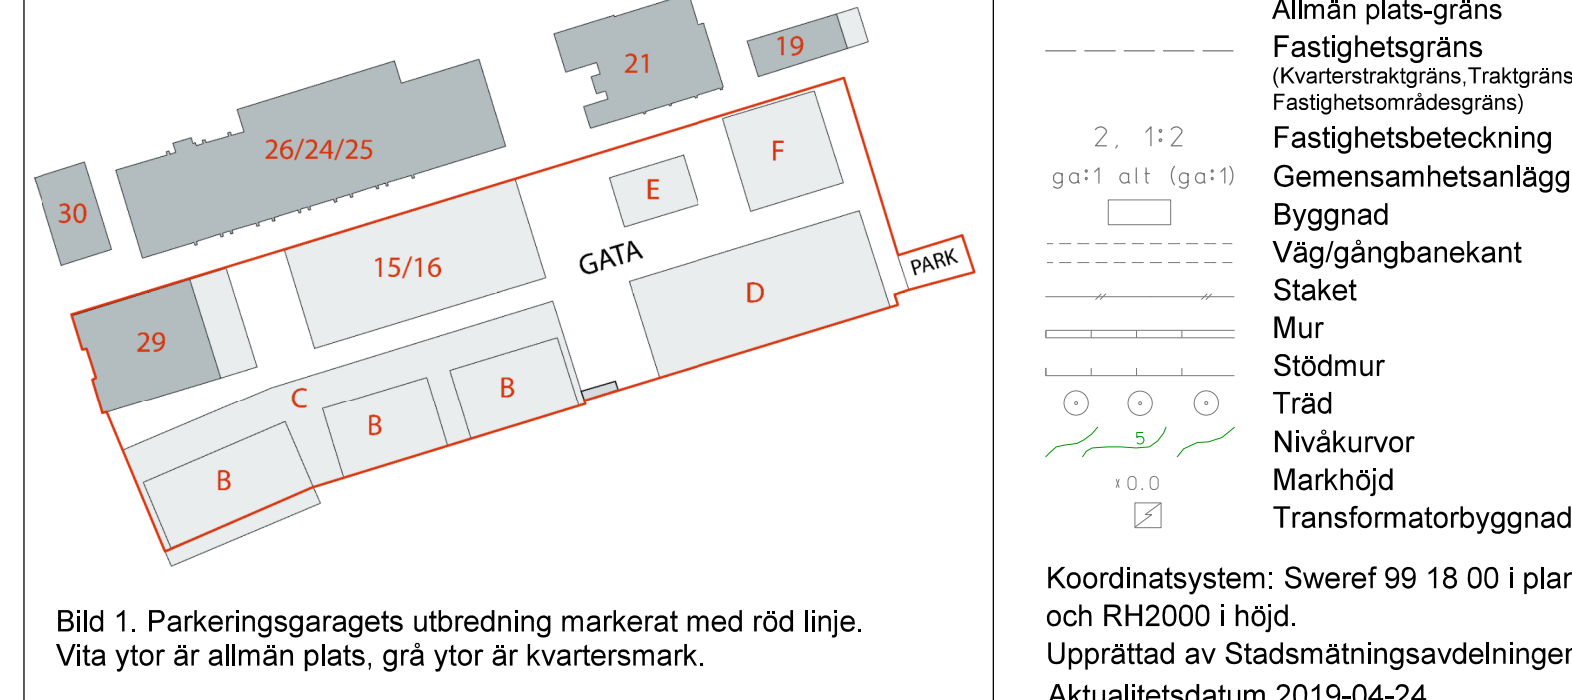 21
19
26/24/25
F
E
30
15/16
GATA
PARK
D
29
C
B
B
B
Bild 1. Parkeringsgaragets utbredning markerat med röd linje.
Vita ytor är allmän plats, grå ytor är kvartersmark.
Allmän plats-gräns
Fastighetsgräns
(Kvarterstraktgräns,Traktgräns
Fastighetsområdesgräns)
2, 1:2 Fastighetsbeteckning
ga:1 alt (ga:1) Gemensamhetsanlägg
Byggnad
Väg/gångbanekant
Staket
Mur
Stödmur
Träd
5 Nivåkurvor
x0.0 Markhöjd
Transformatorbyggnad
Koordinatsystem: Sweref 99 18 00 i plan
och RH2000 i höjd.
Upprättad av Stadsmätningsavdelningen
Aktualitetsdatum 2019-04-24